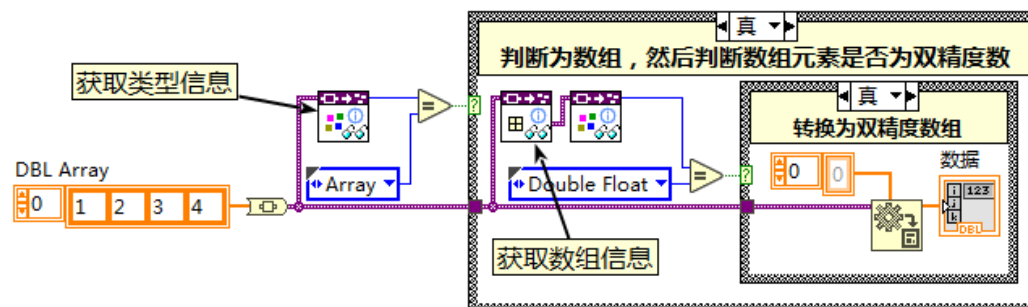 真
判断为数组，然后判断数组元素是否为双精度数
获取类型信息
真
转换为双精度数组
= ?
= ?
Array
Double Float
DBL Array
0 1 2 3 4
0 0
数据
i 123
j
k
DBL
获取数组信息